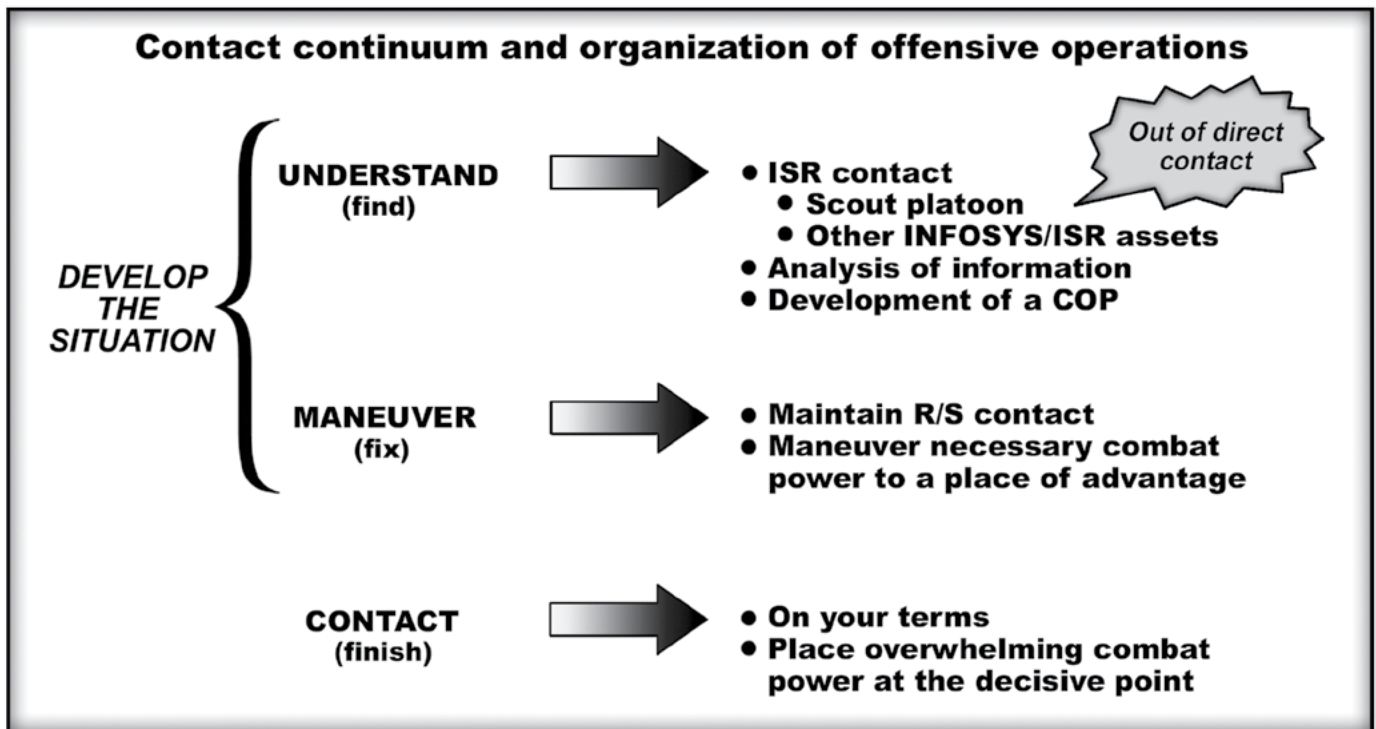 Contact continuum and organization of offensive operations
Out of direct
contact
UNDERSTAND
(find)
• ISR contact
• Scout platoon
• Other INFOSYS/ISR assets
• Analysis of information
• Development of a COP
DEVELOP
THE
SITUATION
MANEUVER
(fix)
• Maintain R/S contact
• Maneuver necessary combat
power to a place of advantage
CONTACT
(finish)
• On your terms
• Place overwhelming combat
power at the decisive point